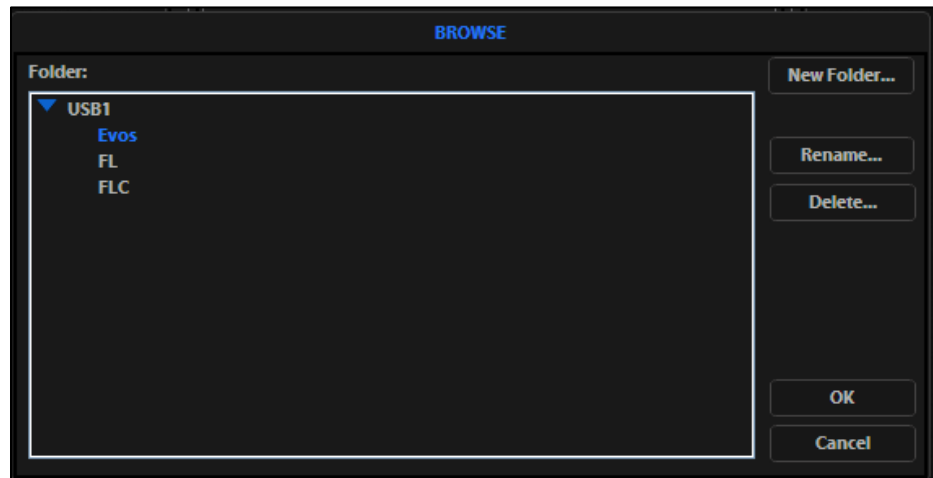 BROWSE
Folder:
New Folder...
USB1
Evos
FL
FLC
Rename...
Delete...
OK
Cancel